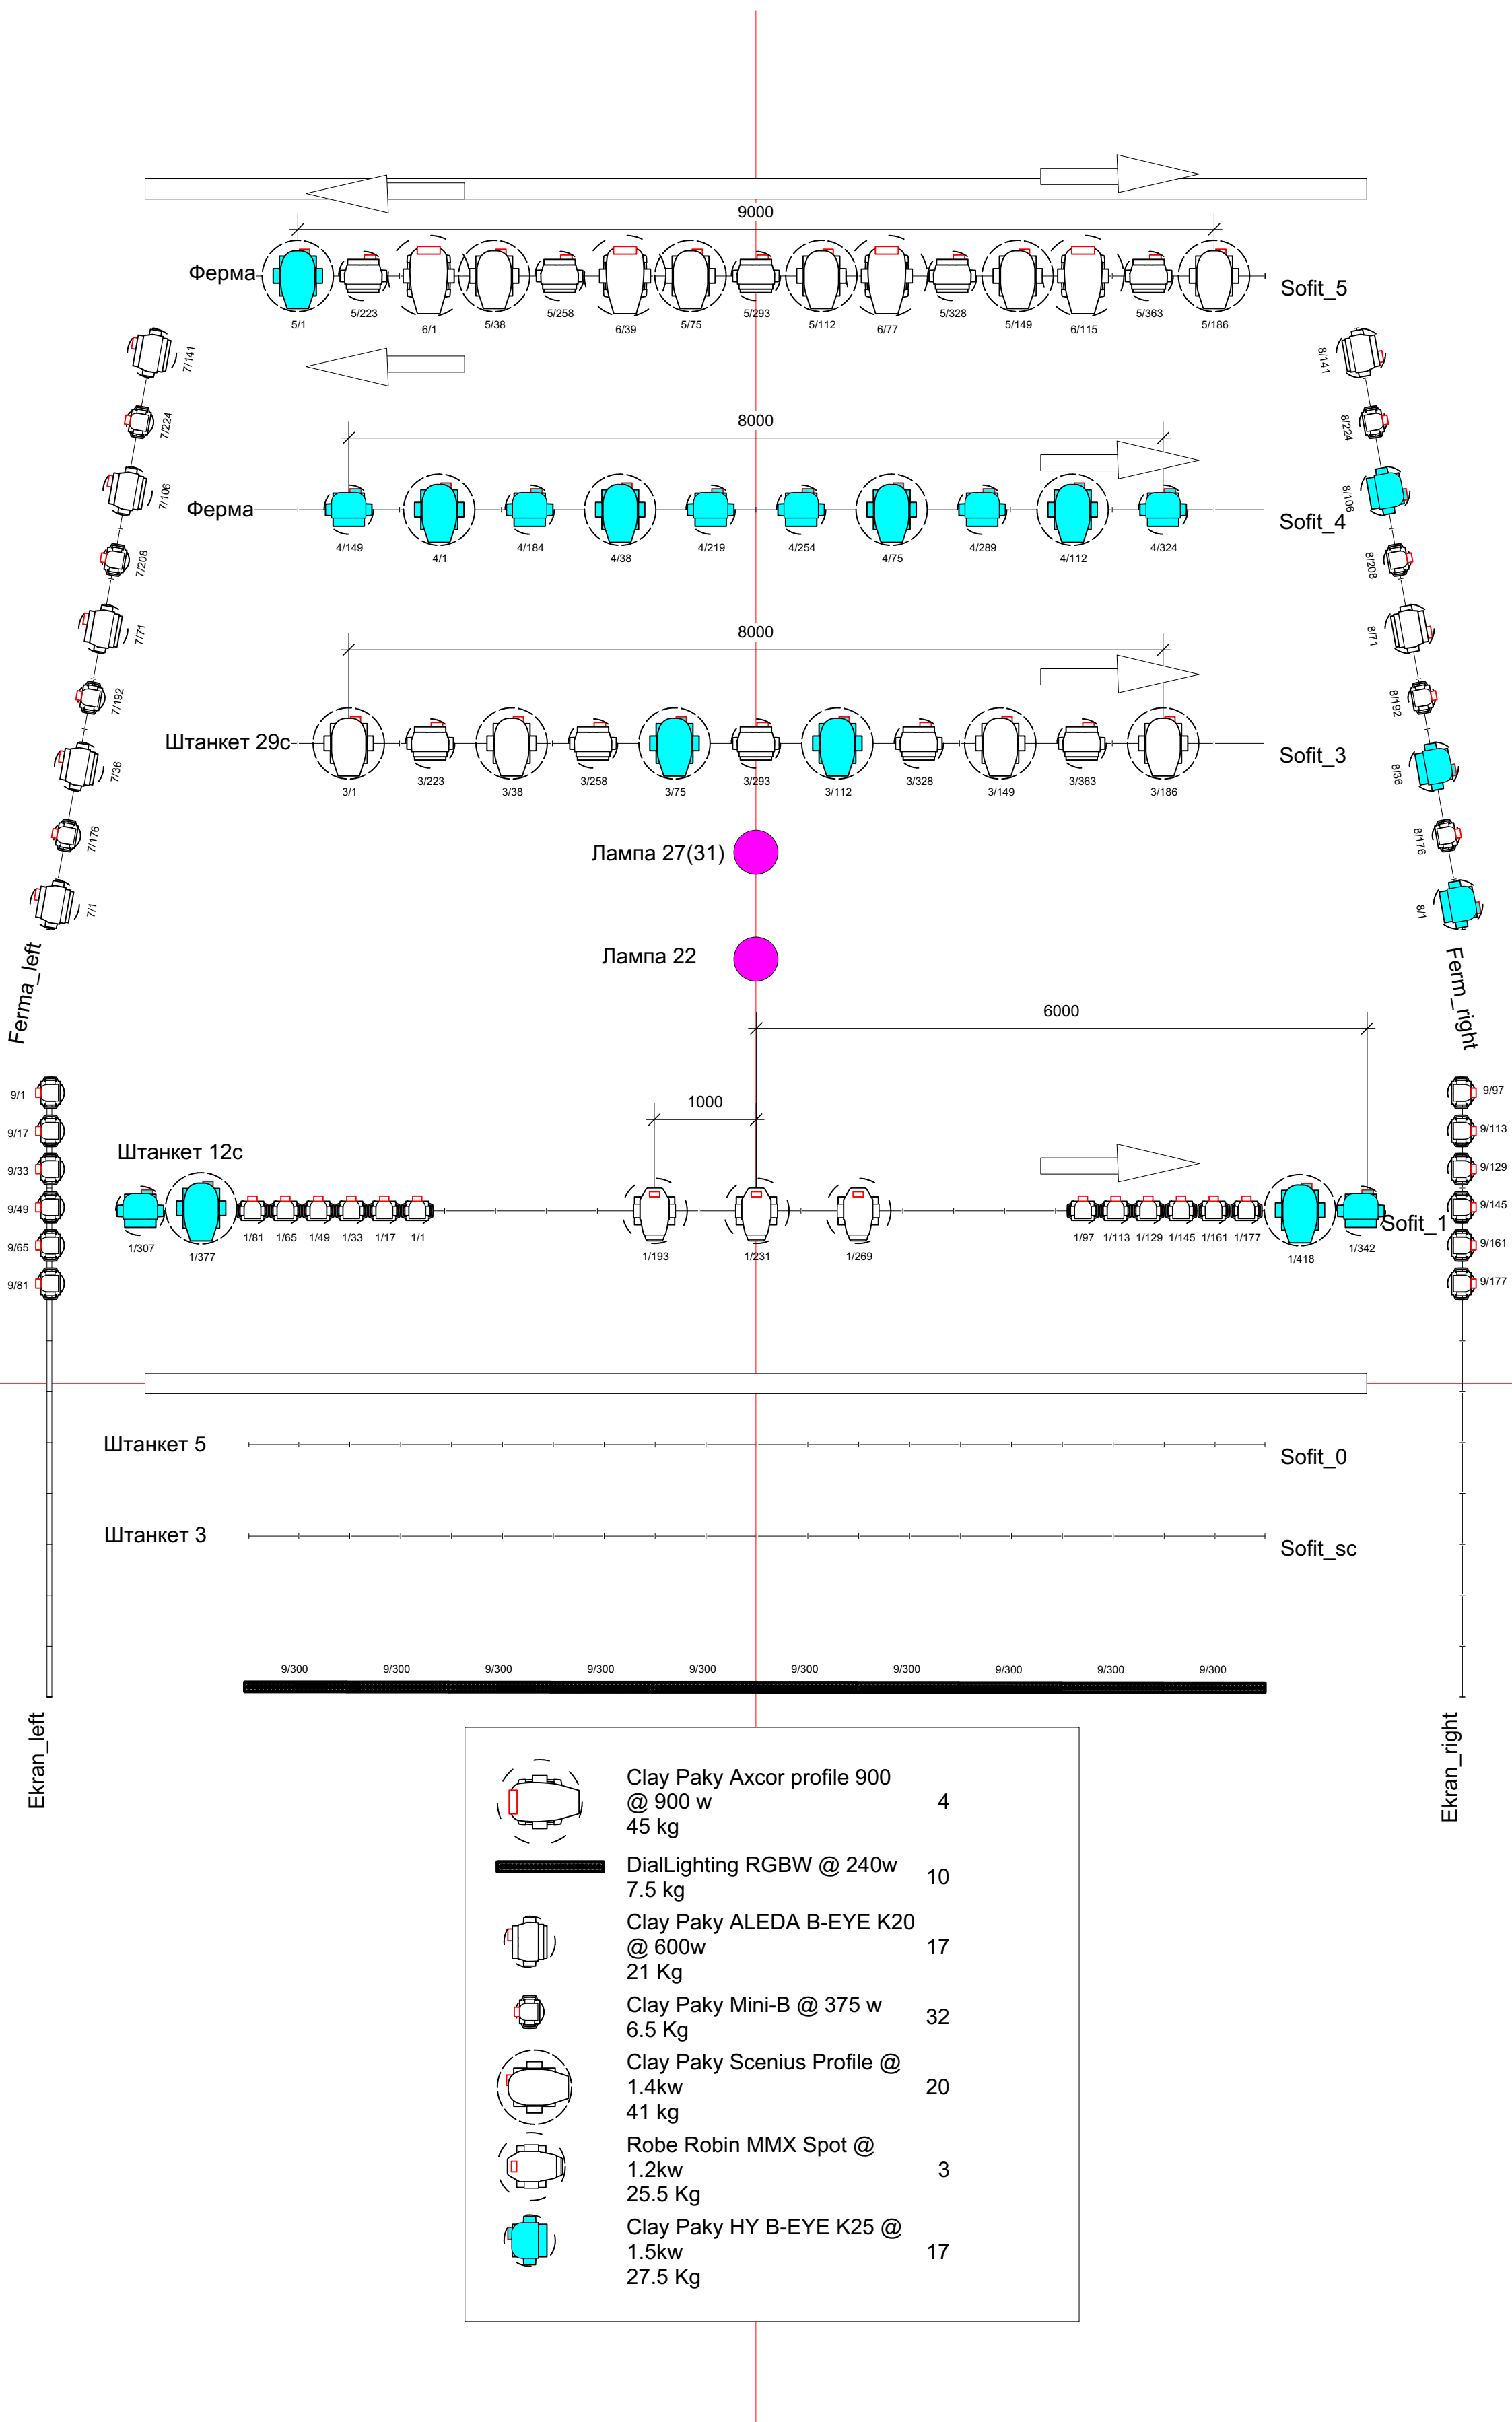 9000
Ферма
Sofit_5
5/1
5/223
6/1
5/38
5/258
6/39
5/75
5/293
5/112
6/77
5/328
5/149
6/115
5/363
5/186
7/141
7/224
7/106
7/208
7/71
7/192
7/36
7/176
7/1
Ferma_left
8/141
8/224
8/106
8/208
8/71
8/192
8/36
8/176
8/1
Ferm_right
8000
Ферма
Sofit_4
4/149
4/1
4/184
4/38
4/219
4/254
4/75
4/289
4/112
4/324
8000
Штанкет 29с
Sofit_3
3/1
3/223
3/38
3/258
3/75
3/293
3/112
3/328
3/149
3/363
3/186
Лампа 27(31)
Лампа 22
6000
1000
9/1
9/17
9/33
9/49
9/65
9/81
Штанкет 12с
1/307
1/377
1/81
1/65
1/49
1/33
1/17
1/1
1/193
1/231
1/269
1/97
1/113
1/129
1/145
1/161
1/177
1/418
1/342
Sofit_1
9/97
9/113
9/129
9/145
9/161
9/177
Штанкет 5
Sofit_0
Штанкет 3
Sofit_sc
9/300
9/300
9/300
9/300
9/300
9/300
9/300
9/300
9/300
9/300
Ekran_left
Ekran_right
Clay Paky Axcor profile 900
@ 900 w 4
45 kg
DialLighting RGBW @ 240w
7.5 kg 10
Clay Paky ALEDA B-EYE K20
@ 600w 17
21 Kg
Clay Paky Mini-B @ 375 w
6.5 Kg 32
Clay Paky Scenius Profile @
1.4kw 20
41 kg
Robe Robin MMX Spot @
1.2kw 3
25.5 Kg
Clay Paky HY B-EYE K25 @
1.5kw 17
27.5 Kg